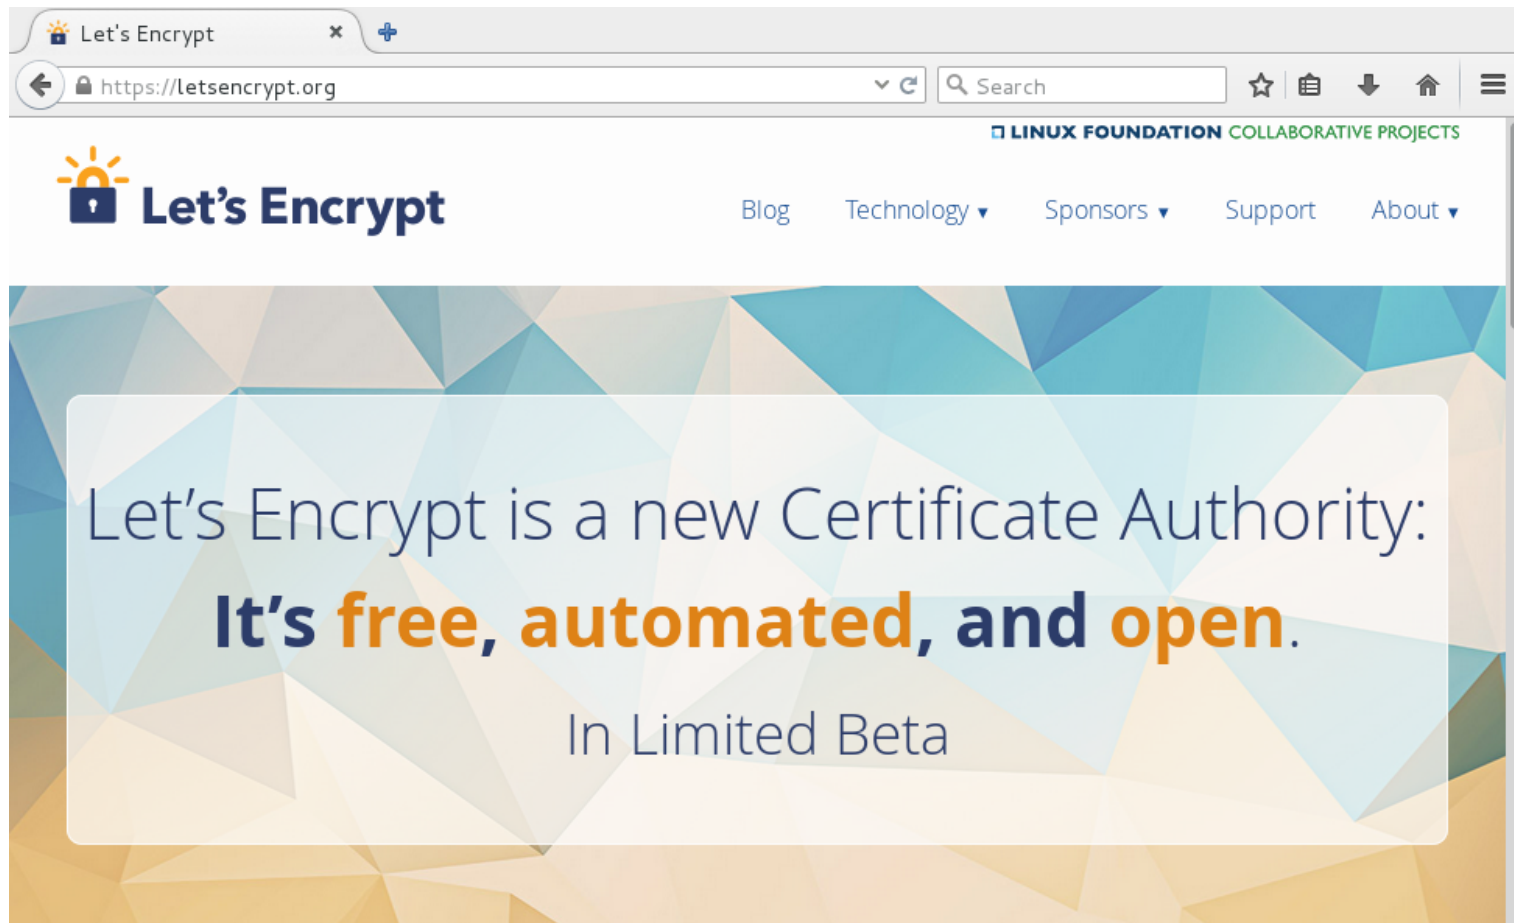 Let's Encrypt
https://letsencrypt.org
Search
LINUX FOUNDATION COLLABORATIVE PROJECTS
Let's Encrypt
Blog Technology ▾ Sponsors ▾ Support About ▾
Let's Encrypt is a new Certificate Authority:
It's free, automated, and open.
In Limited Beta